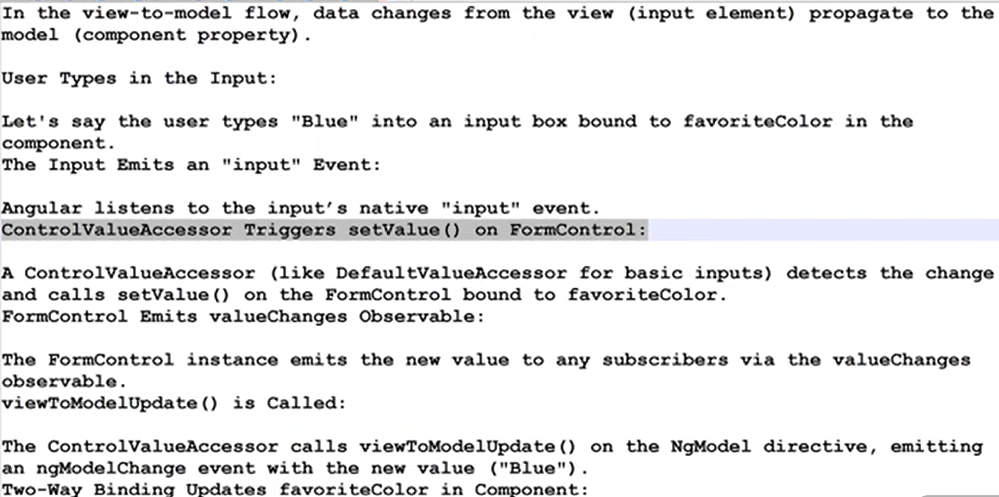 In the view-to-model flow, data changes from the view (input element) propagate to the
model (component property).
User Types in the Input:
Let's say the user types "Blue" into an input box bound to favoriteColor in the
component.
The Input Emits an "input" Event:
Angular listens to the input’s native "input" event.
ControlValueAccessor Triggers setValue() on FormControl:
A ControlValueAccessor (like DefaultValueAccessor for basic inputs) detects the change
and calls setValue() on the FormControl bound to favoriteColor.
FormControl Emits valueChanges Observable:
The FormControl instance emits the new value to any subscribers via the valueChanges
observable.
viewToModelUpdate() is Called:
The ControlValueAccessor calls viewToModelUpdate() on the NgModel directive, emitting
an ngModelChange event with the new value ("Blue").
Two-Way Binding Updates favoriteColor in Component: